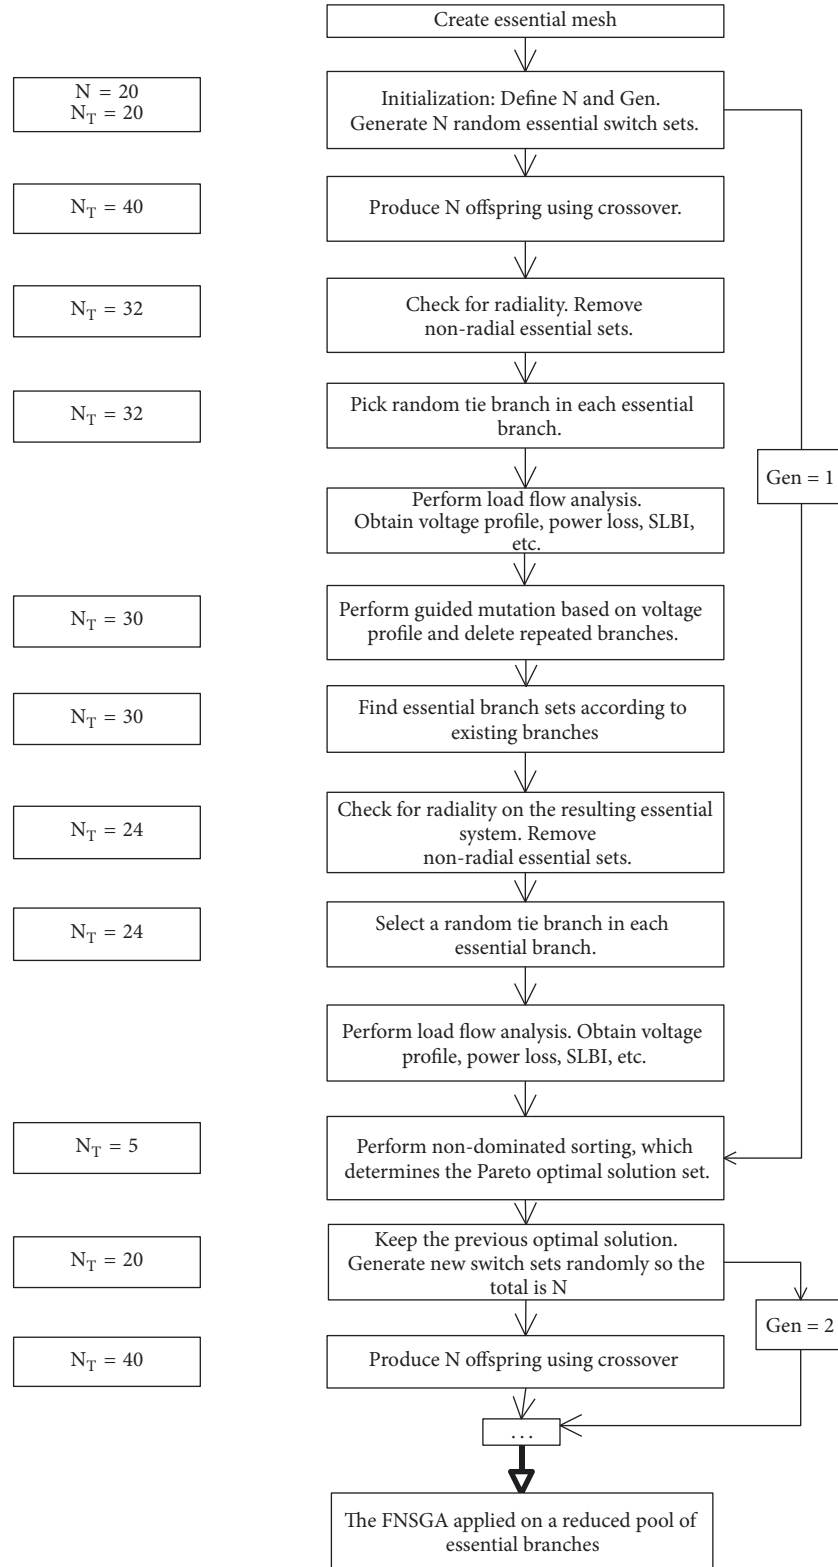 Create essential mesh
N = 20
N_T = 20
Initialization: Define N and Gen.
Generate N random essential switch sets.
N_T = 40
Produce N offspring using crossover.
N_T = 32
Check for radiality. Remove
non-radial essential sets.
N_T = 32
Pick random tie branch in each essential
branch.
Gen = 1
Perform load flow analysis.
Obtain voltage profile, power loss, SLBI,
etc.
N_T = 30
Perform guided mutation based on voltage
profile and delete repeated branches.
N_T = 30
Find essential branch sets according to
existing branches
N_T = 24
Check for radiality on the resulting essential
system. Remove
non-radial essential sets.
N_T = 24
Select a random tie branch in each
essential branch.
Perform load flow analysis. Obtain voltage
profile, power loss, SLBI, etc.
N_T = 5
Perform non-dominated sorting, which
determines the Pareto optimal solution set.
N_T = 20
Keep the previous optimal solution.
Generate new switch sets randomly so the
total is N
Gen = 2
N_T = 40
Produce N offspring using crossover
. . .
The FNSGA applied on a reduced pool of
essential branches